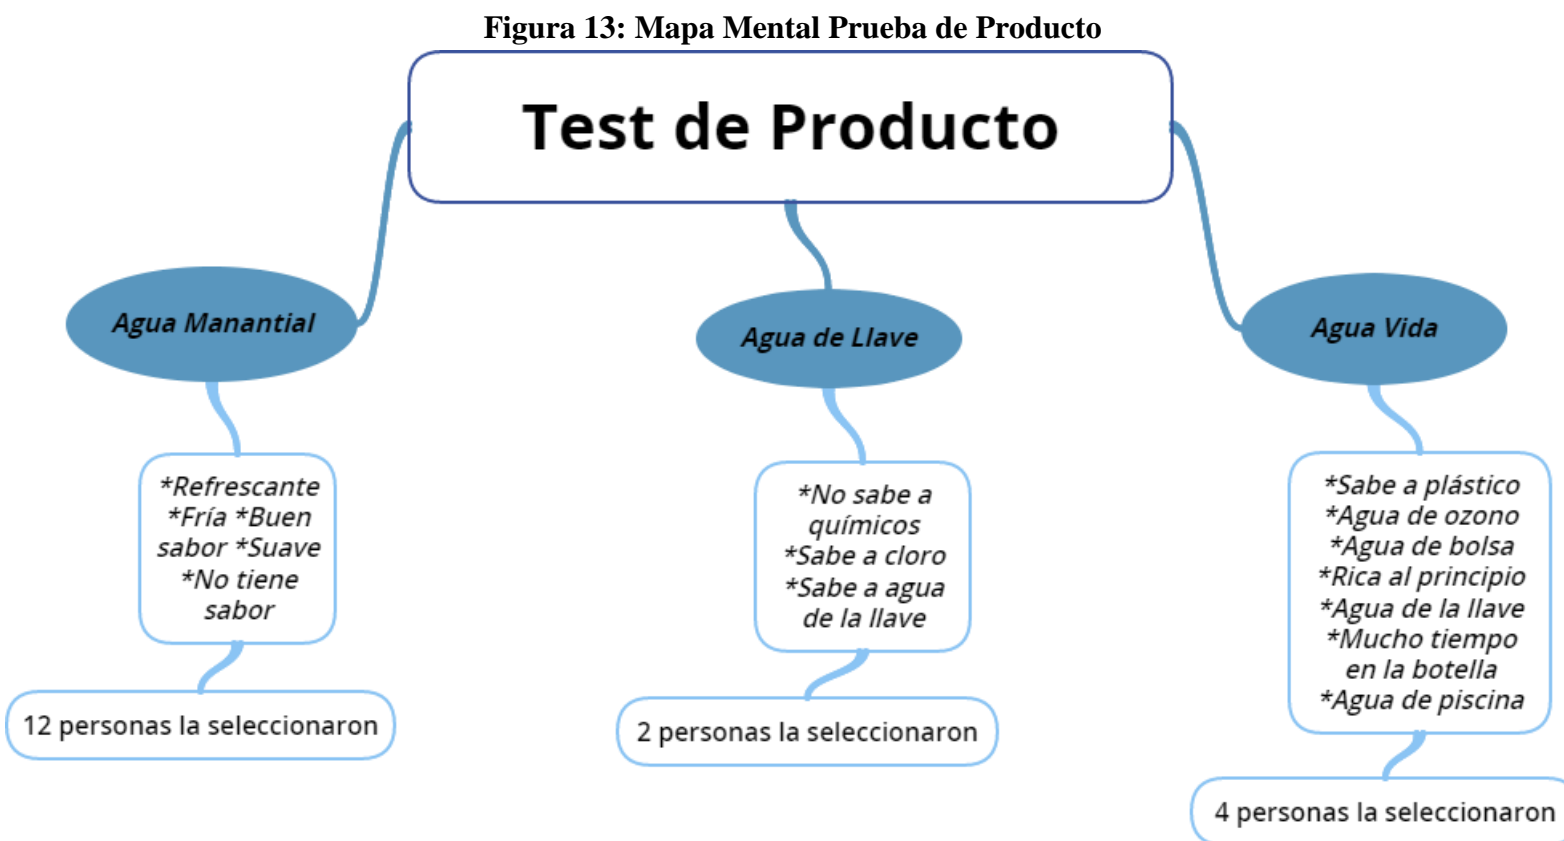 Figura 13: Mapa Mental Prueba de Producto
Test de Producto
Agua Manantial
*Refrescante
*Fría *Buen
sabor *Suave
*No tiene
sabor
12 personas la seleccionaron
Agua de Llave
*No sabe a
químicos
*Sabe a cloro
*Sabe a agua
de la llave
2 personas la seleccionaron
Agua Vida
*Sabe a plástico
*Agua de ozono
*Agua de bolsa
*Rica al principio
*Agua de la llave
*Mucho tiempo
en la botella
*Agua de piscina
4 personas la seleccionaron